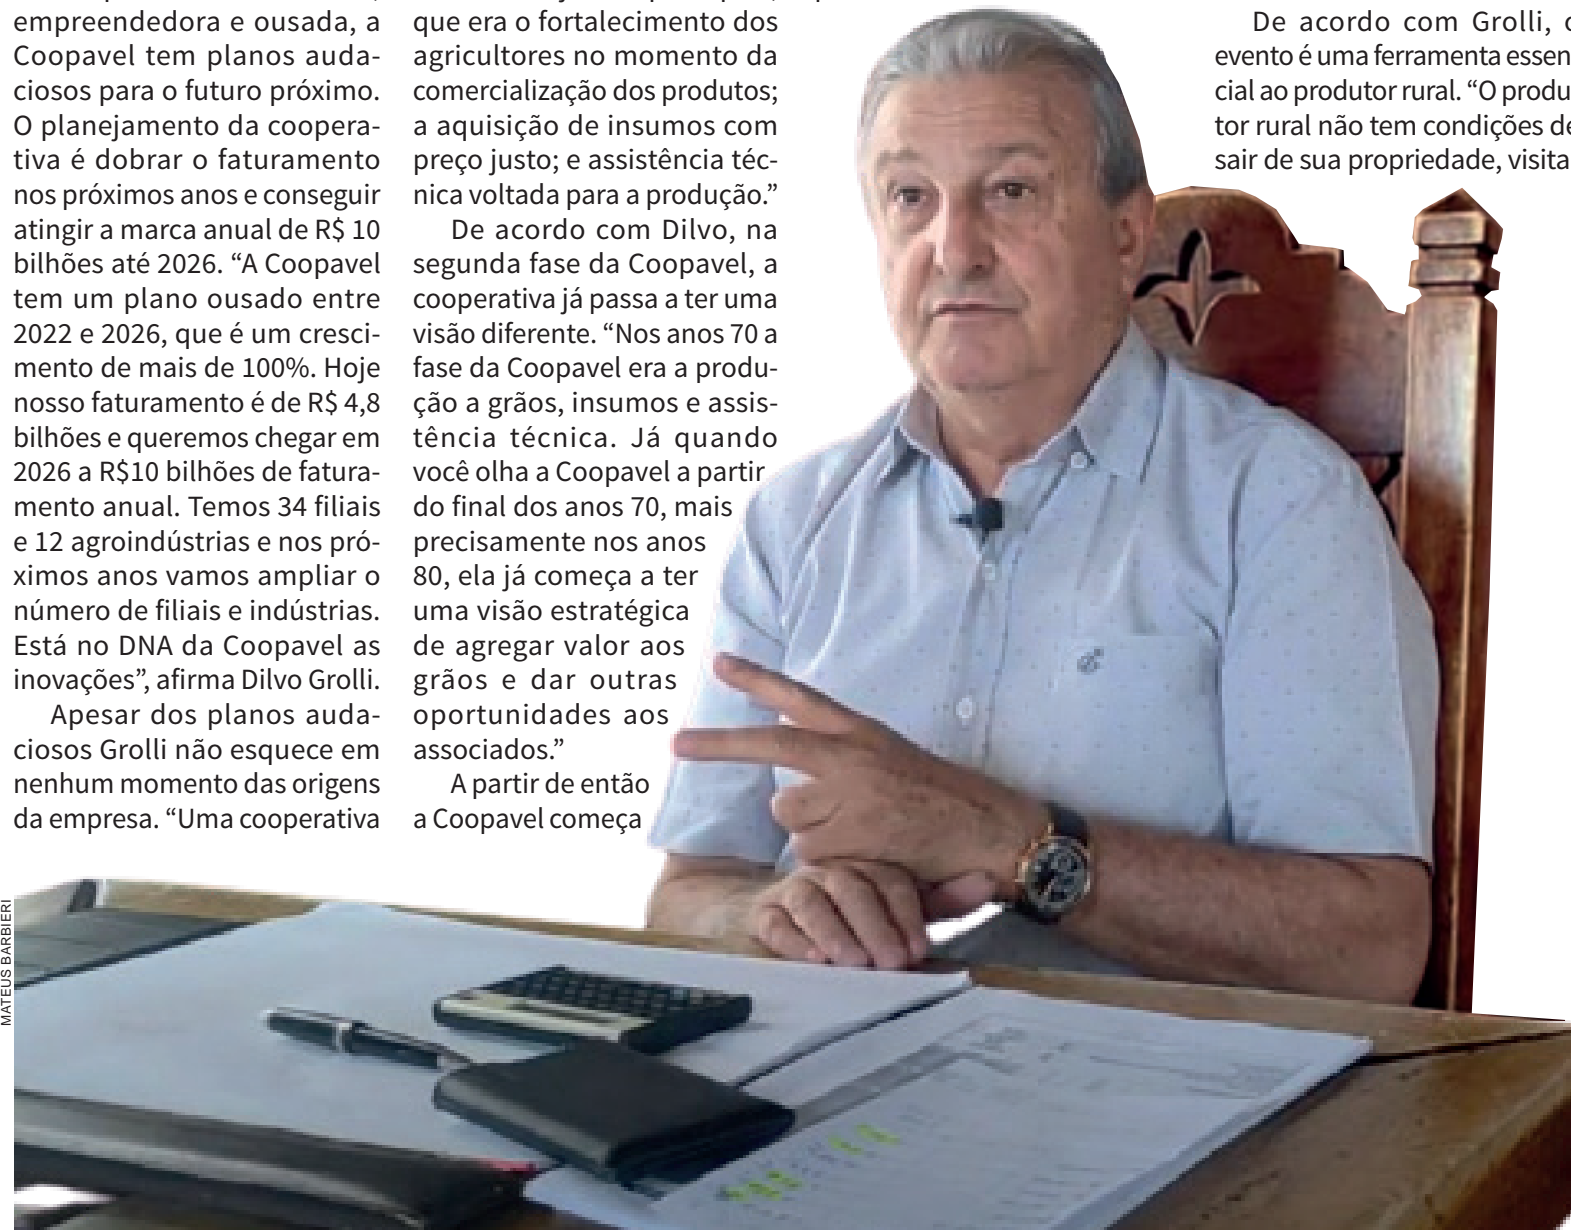 empreendedora e ousada, a
Coopavel tem planos auda-
ciosos para o futuro próximo.
O planejamento da coopera-
tiva é dobrar o faturamento
nos próximos anos e conseguir
atingir a marca anual de R$ 10
bilhões até 2026. “A Coopavel
tem um plano ousado entre
2022 e 2026, que é um cresci-
mento de mais de 100%. Hoje
nosso faturamento é de R$ 4,8
bilhões e queremos chegar em
2026 a R$10 bilhões de fatura-
mento anual. Temos 34 filiais
e 12 agroindústrias e nos pró-
ximos anos vamos ampliar o
número de filiais e indústrias.
Está no DNA da Coopavel as
inovações”, afirma Dilvo Grolli.
Apesar dos planos auda-
ciosos Grolli não esquece em
nenhum momento das origens
da empresa. “Uma cooperativa
que era o fortalecimento dos
agricultores no momento da
comercialização dos produtos;
a aquisição de insumos com
preço justo; e assistência téc-
nica voltada para a produção.”
De acordo com Dilvo, na
segunda fase da Coopavel, a
cooperativa já passa a ter uma
visão diferente. “Nos anos 70 a
fase da Coopavel era a produ-
ção a grãos, insumos e assis-
tência técnica. Já quando
você olha a Coopavel a partir
do final dos anos 70, mais
precisamente nos anos
80, ela já começa a ter
uma visão estratégica
de agregar valor aos
grãos e dar outras
oportunidades aos
associados.”
A partir de então
a Coopavel começa
De acordo com Grolli, o
evento é uma ferramenta essen
cial ao produtor rural. “O produ
tor rural não tem condições de
sair de sua propriedade, visita
MATEUS BARBIERI